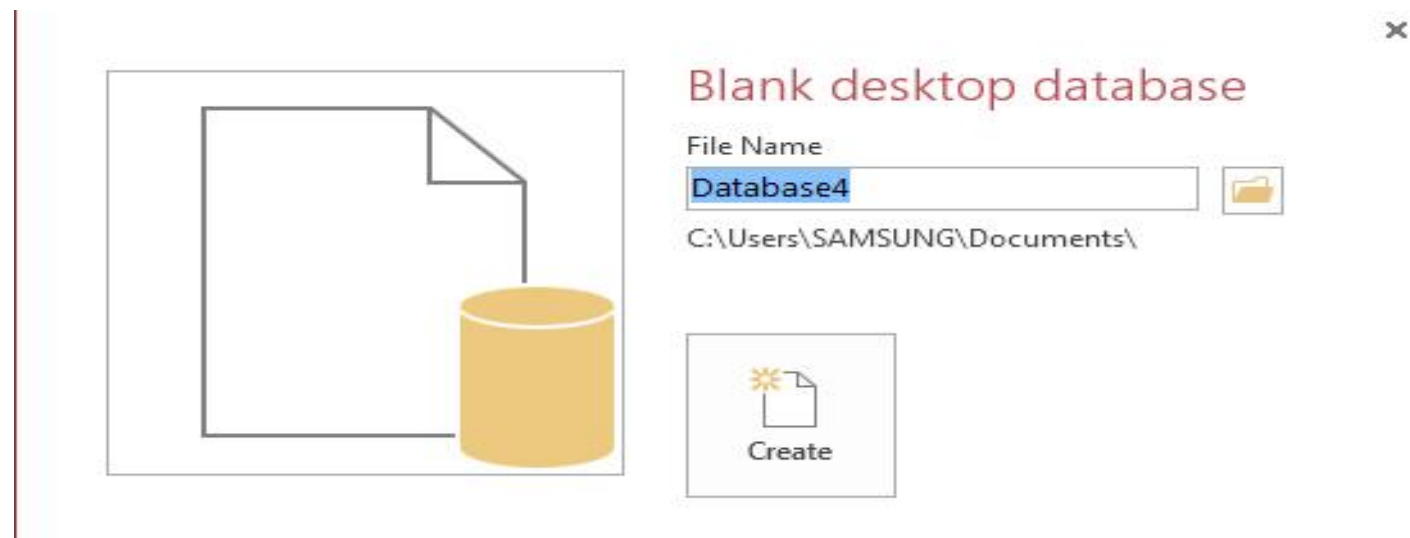 Blank desktop database
File Name
Database4
C:\Users\SAMSUNG\Documents\
Create